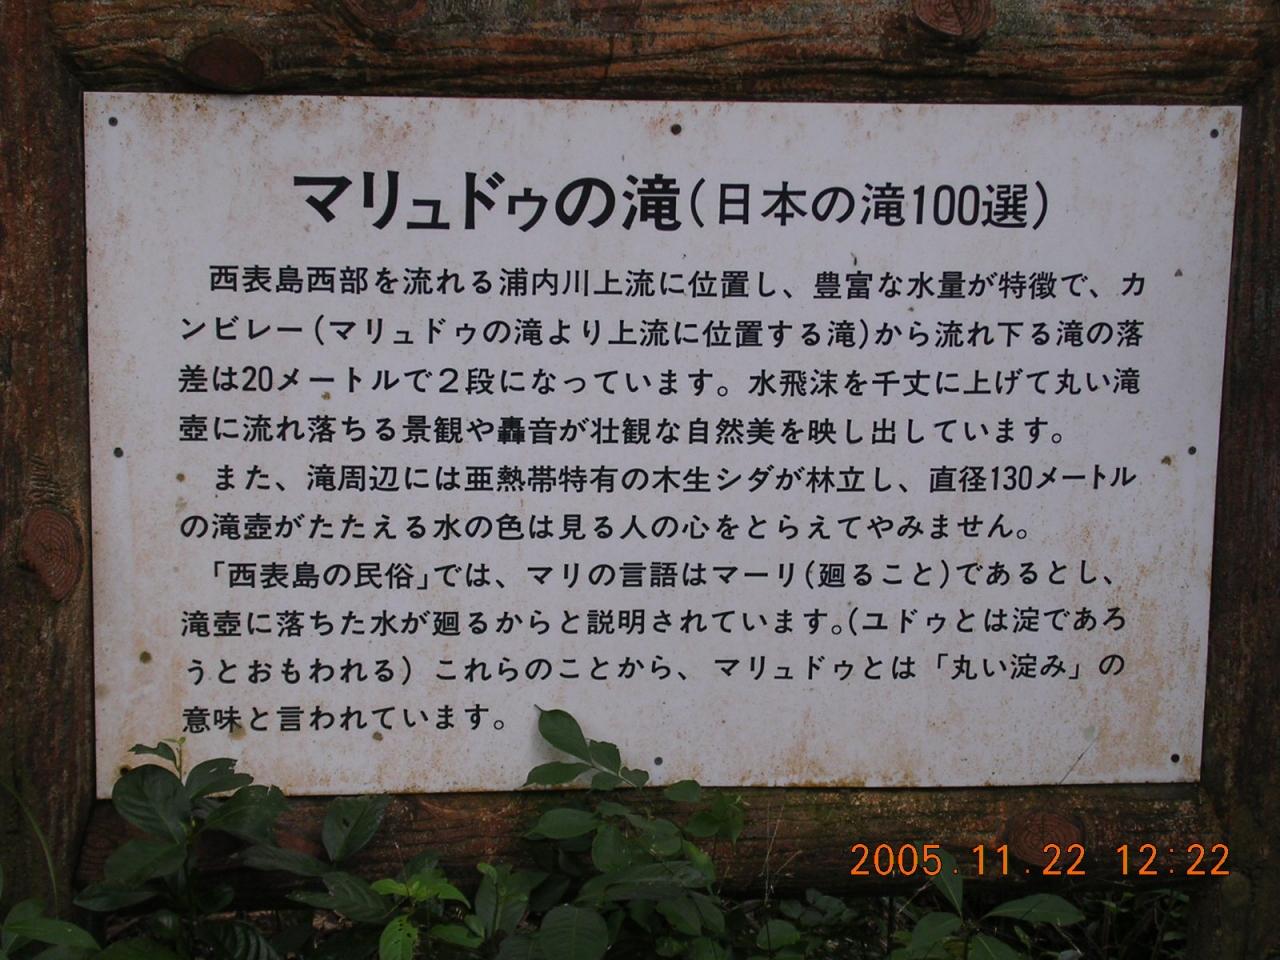 マリュドゥの滝(日本の滝100選)
西表島西部を流れる浦内川上流に位置し、豊富な水量が特徴で、カ
ンビレー(マリュドゥの滝より上流に位置する滝)から流れ下る滝の落
差は20メートルで2段になっています。水飛沫を千丈に上げて丸い滝
壺に流れ落ちる景観や轟音が壮観な自然美を映し出しています。
また、滝周辺には亜熱帯特有の木生シダが林立し、直径130メートル
の滝壺がたたえる水の色は見る人の心をとらえてやみません。
「西表島の民俗」では、マリの言語はマーリ(廻ること)であるとし、
滝壺に落ちた水が廻るからと説明されています。(ユドゥとは淀であろ
うとおもわれる) これらのことから、マリュドゥとは「丸い淀み」の
意味と言われています。
2005.11.22 12:22